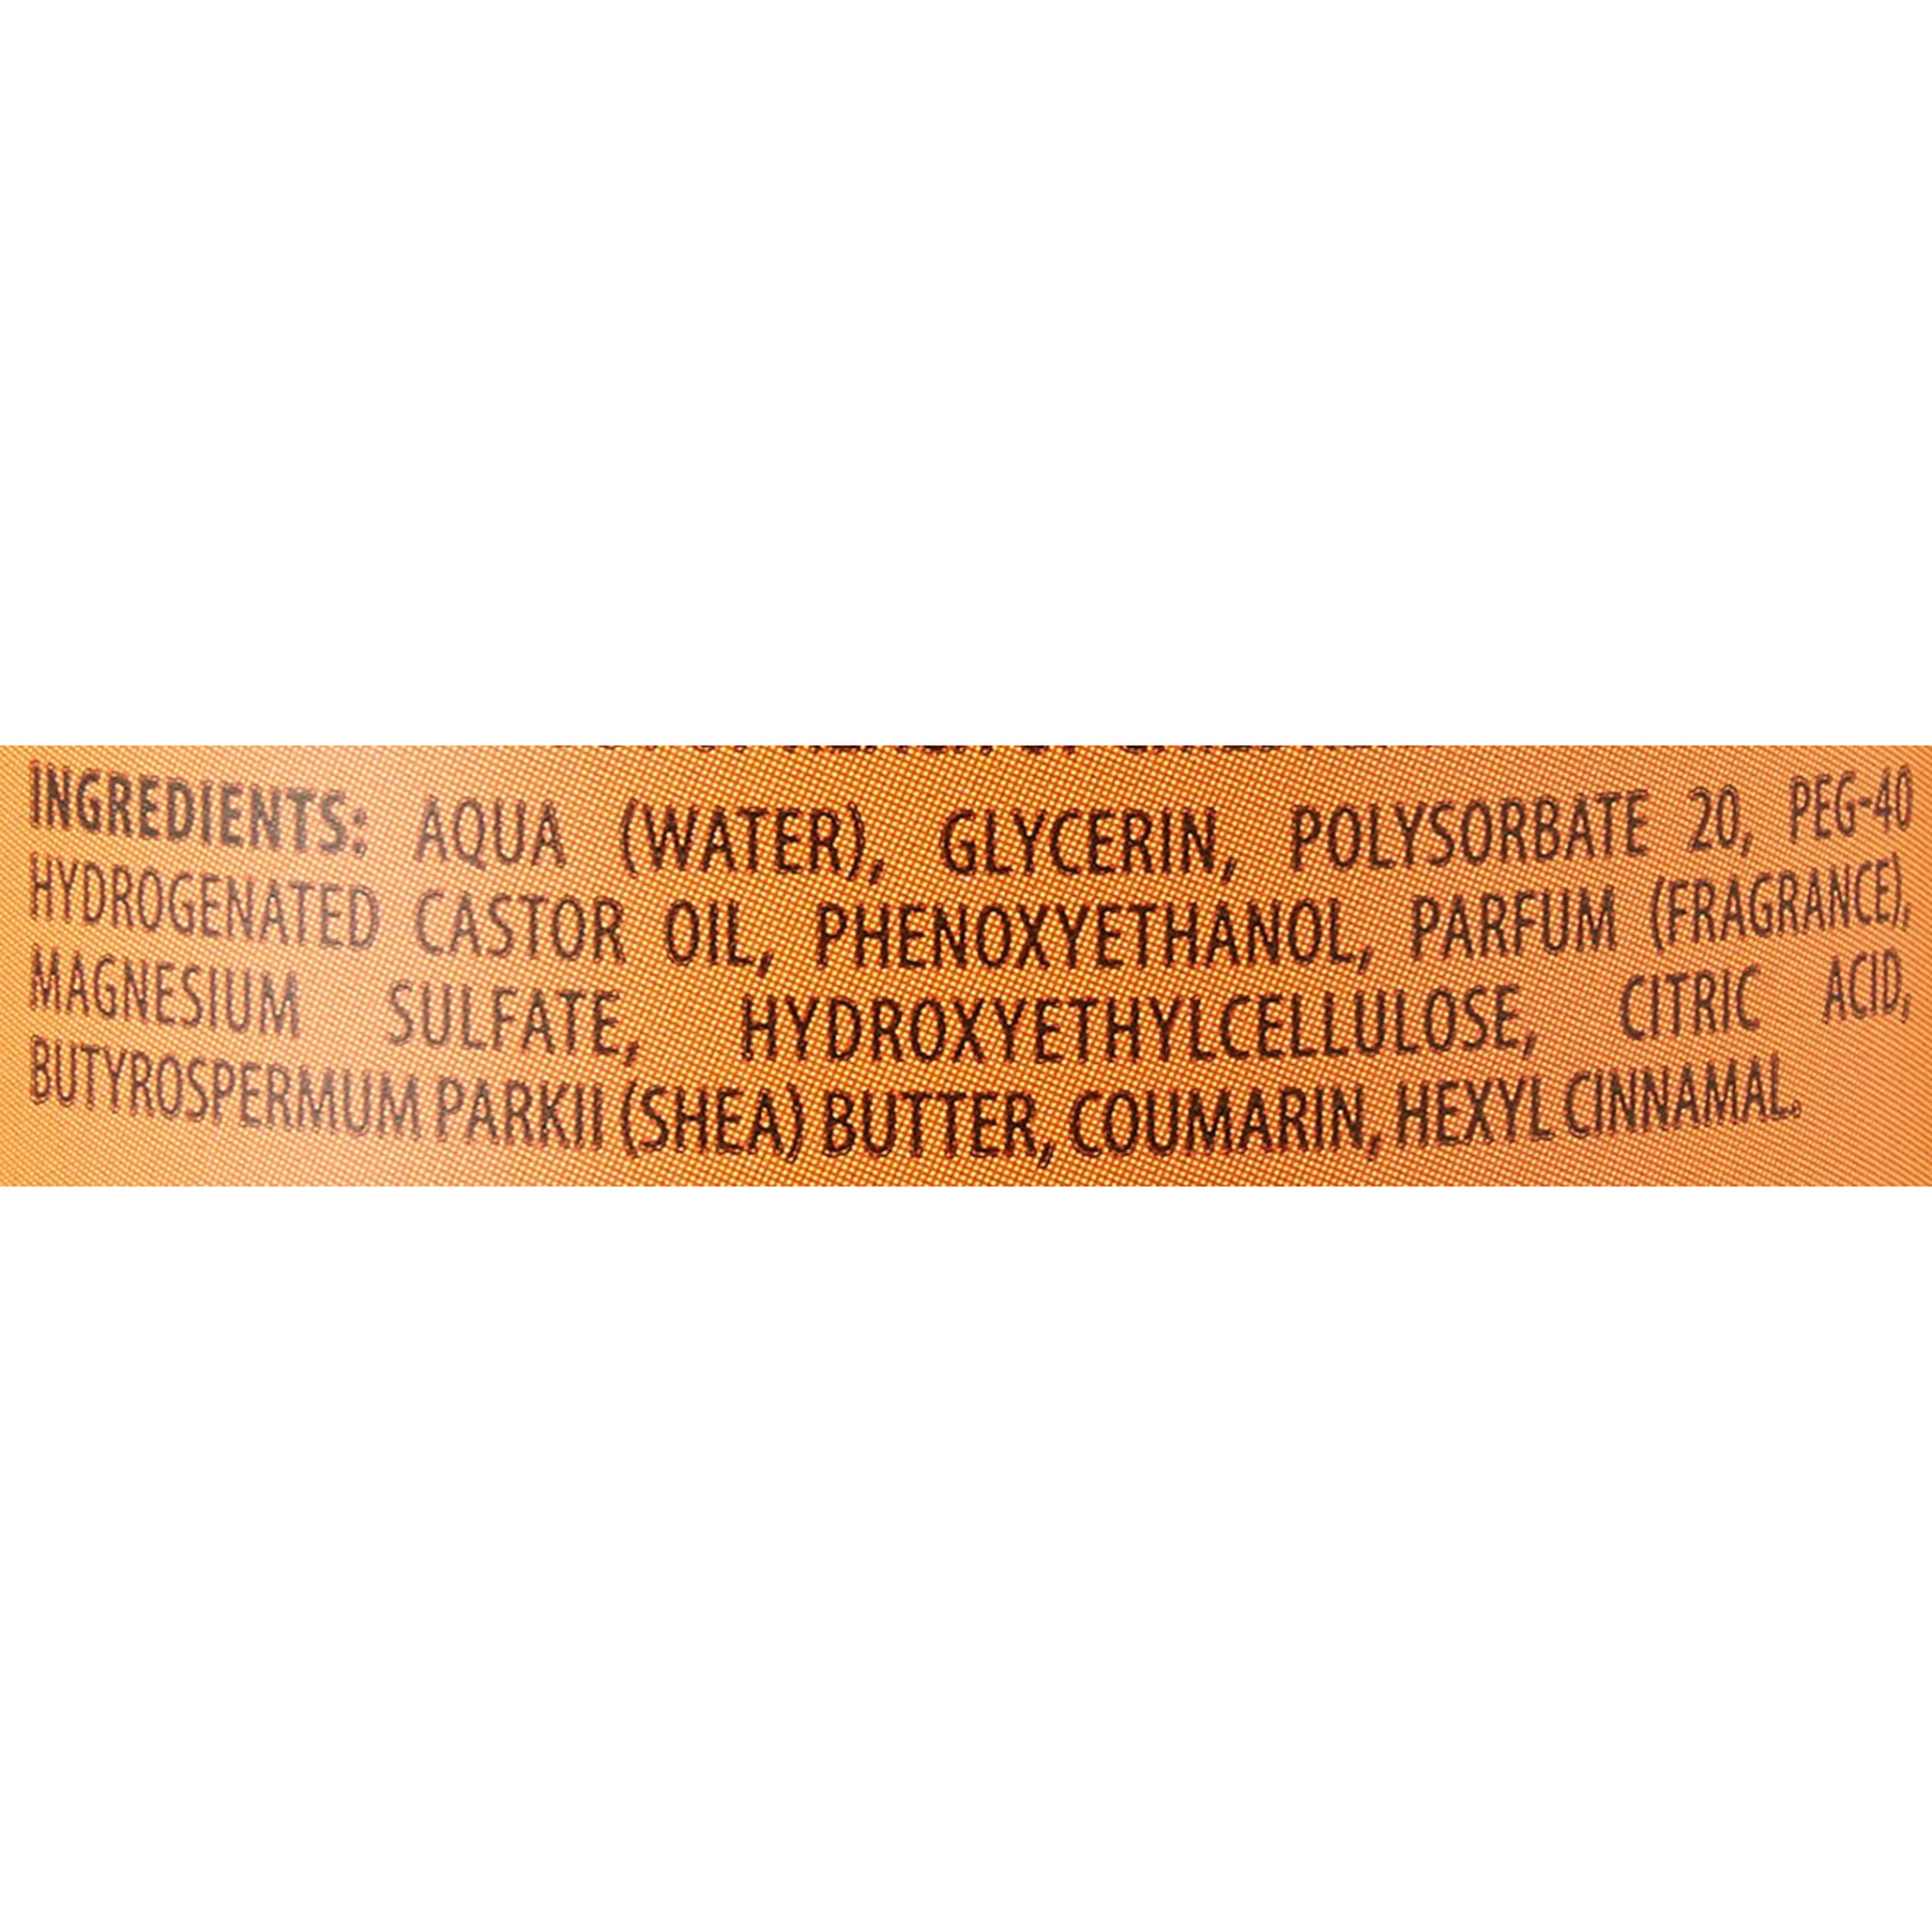 INGREDIENTS: AQUA (WATER), GLYCERIN, POLYSORBATE 20, PEG-40
HYDROGENATED CASTOR OIL, PHENOXYETHANOL, PARFUM (FRAGRANCE),
MAGNESIUM SULFATE, HYDROXYETHYLCELLULOSE, CITRIC ACID,
BUTYROSPERMUM PARKII (SHEA) BUTTER, COUMARIN, HEXYL CINNAMAL.